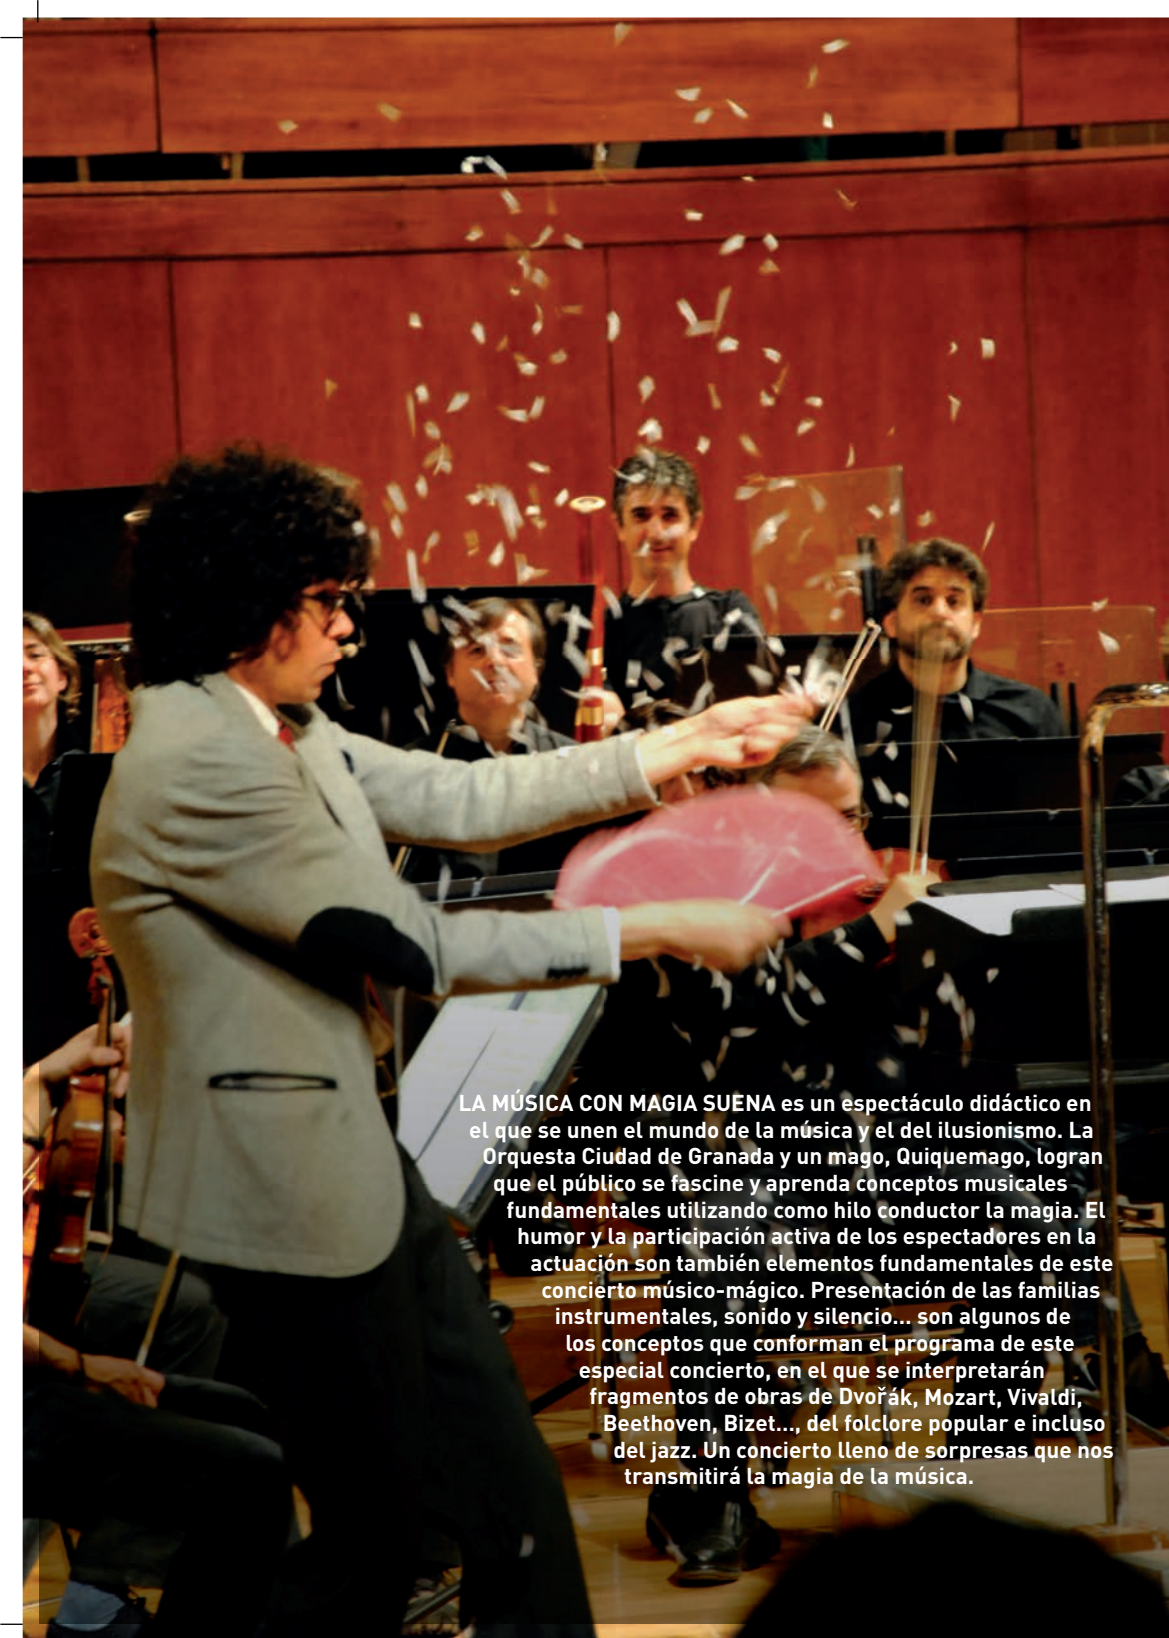 LA MÚSICA CON MAGIA SUENA es un espectáculo didáctico en
el que se unen el mundo de la música y el del ilusionismo. La
Orquesta Ciudad de Granada y un mago, Quiquemago, logran
que el público se fascine y aprenda conceptos musicales
fundamentales utilizando como hilo conductor la magia. El
humor y la participación activa de los espectadores en la
actuación son también elementos fundamentales de este
concierto músico-mágico. Presentación de las familias
instrumentales, sonido y silencio... son algunos de
los conceptos que conforman el programa de este
especial concierto, en el que se interpretarán
fragmentos de obras de Dvořák, Mozart, Vivaldi,
Beethoven, Bizet..., del folclore popular e incluso
del jazz. Un concierto lleno de sorpresas que nos
transmitirá la magia de la música.